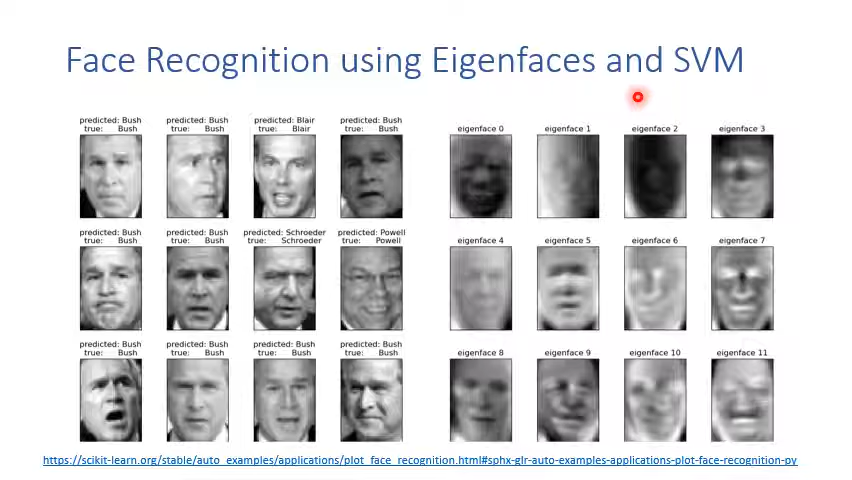 Face Recognition using Eigenfaces and SVM
predicted: Bush
true: Bush
predicted: Bush
true: Bush
predicted: Blair
true: Blair
predicted: Bush
true: Bush
eigenface 0
eigenface 1
eigenface 2
eigenface 3
predicted: Bush
true: Bush
predicted: Bush
true: Bush
predicted: Schroeder
true: Schroeder
predicted: Powell
true: Powell
eigenface 4
eigenface 5
eigenface 6
eigenface 7
predicted: Bush
true: Bush
predicted: Bush
true: Bush
predicted: Bush
true: Bush
predicted: Bush
true: Bush
eigenface 8
eigenface 9
eigenface 10
eigenface 11
https://scikit-learn.org/stable/auto_examples/applications/plot_face_recognition.html#sphx-glr-auto-examples-applications-plot-face-recognition-py